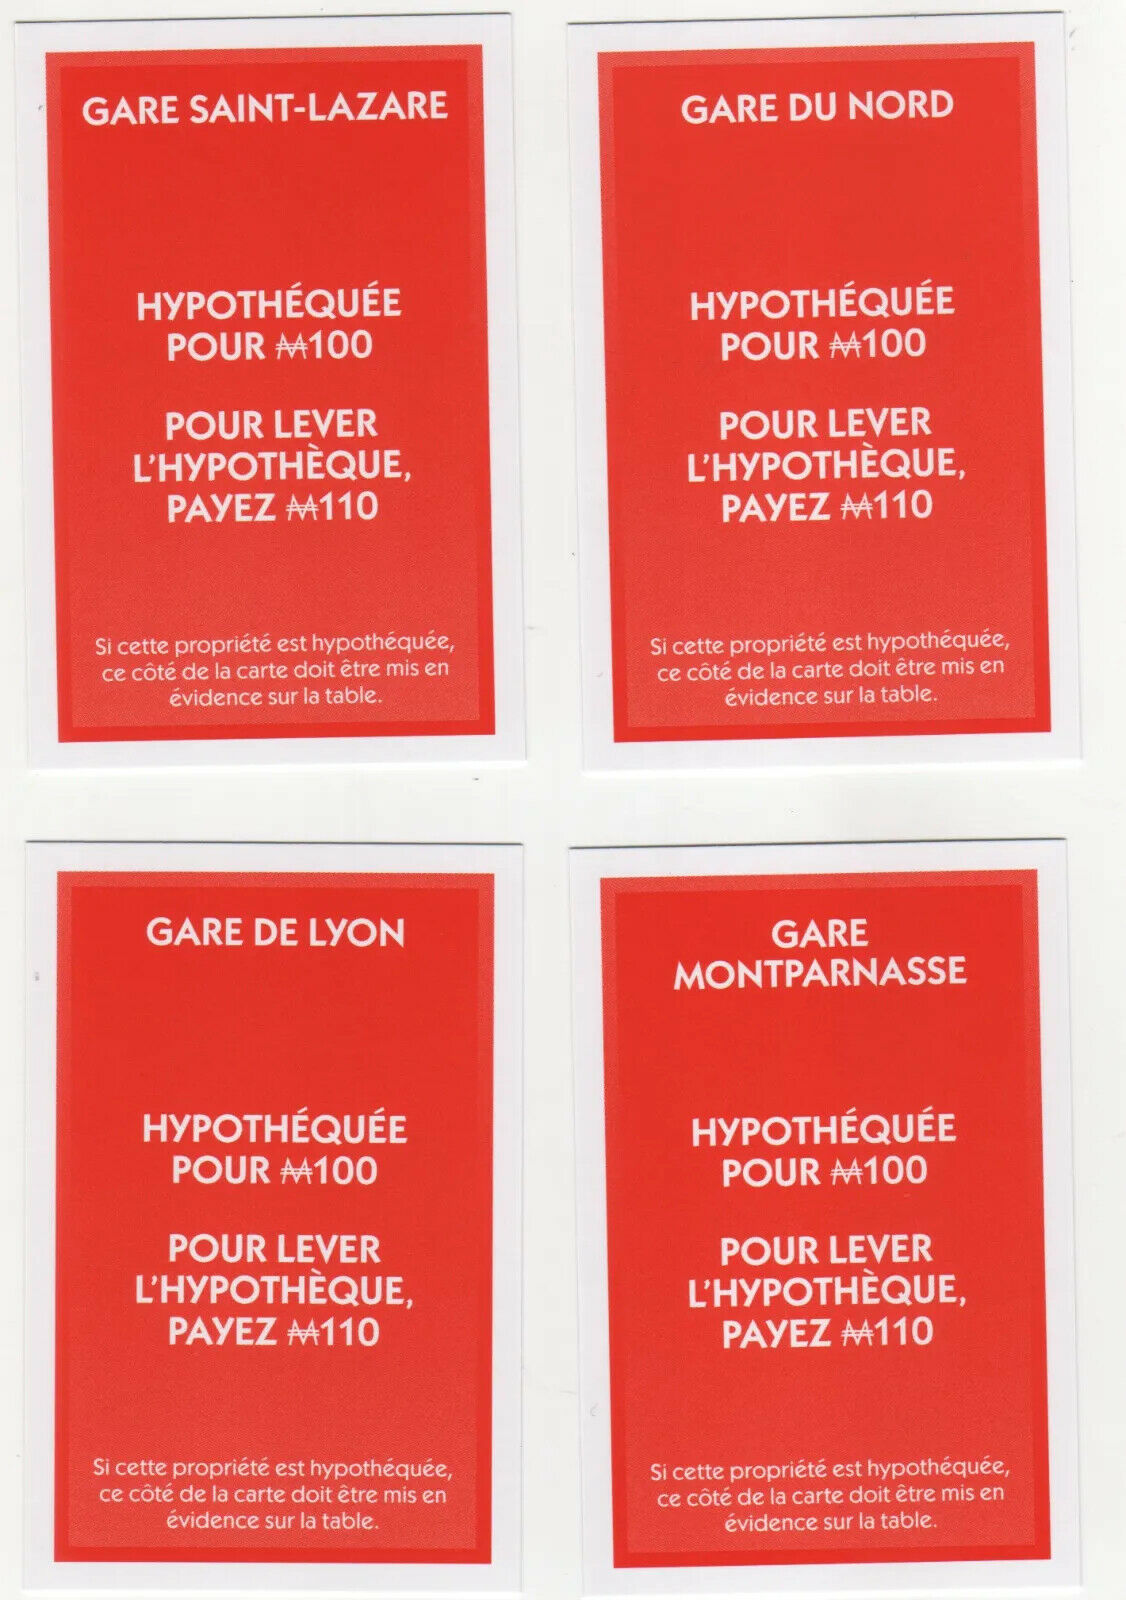 GARE SAINT-LAZARE
HYPOTHÉQUÉE
POUR ₩100
POUR LEVER
L'HYPOTHÈQUE,
PAYEZ ₩110
Si cette propriété est hypothéquée,
ce côté de la carte doit être mis en
évidence sur la table.
GARE DU NORD
HYPOTHÉQUÉE
POUR ₩100
POUR LEVER
L'HYPOTHÈQUE,
PAYEZ ₩110
Si cette propriété est hypothéquée,
ce côté de la carte doit être mis en
évidence sur la table.
GARE DE LYON
HYPOTHÉQUÉE
POUR ₩100
POUR LEVER
L'HYPOTHÈQUE,
PAYEZ ₩110
Si cette propriété est hypothéquée,
ce côté de la carte doit être mis en
évidence sur la table.
GARE
MONTPARNASSE
HYPOTHÉQUÉE
POUR ₩100
POUR LEVER
L'HYPOTHÈQUE,
PAYEZ ₩110
Si cette propriété est hypothéquée,
ce côté de la carte doit être mis en
évidence sur la table.